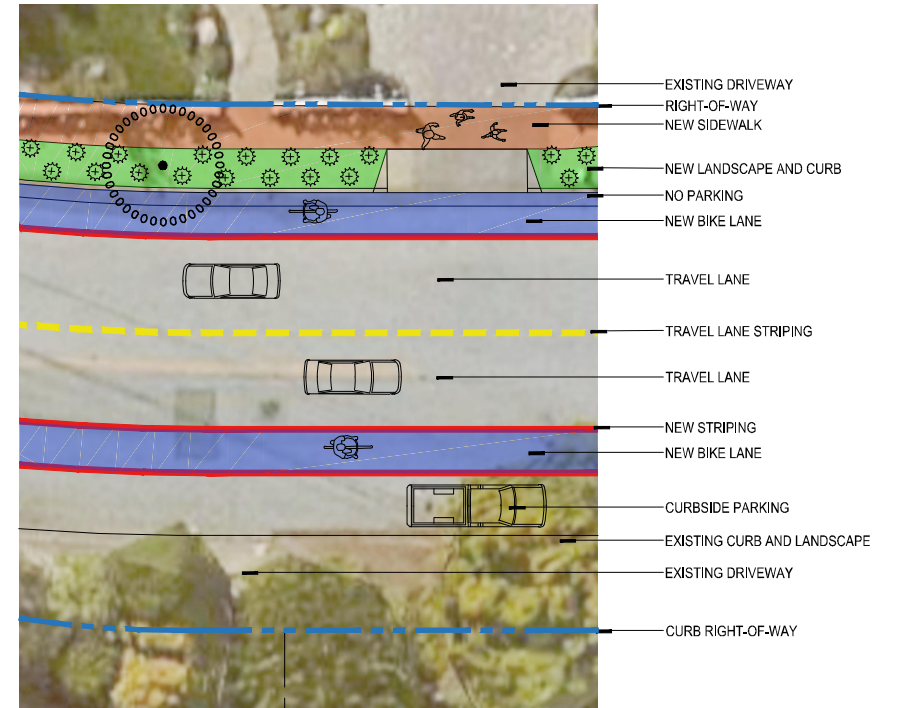 EXISTING DRIVEWAY
RIGHT-OF-WAY
NEW SIDEWALK
NEW LANDSCAPE AND CURB
NO PARKING
NEW BIKE LANE
TRAVEL LANE
TRAVEL LANE STRIPING
TRAVEL LANE
NEW STRIPING
NEW BIKE LANE
CURBSIDE PARKING
EXISTING CURB AND LANDSCAPE
EXISTING DRIVEWAY
CURB RIGHT-OF-WAY